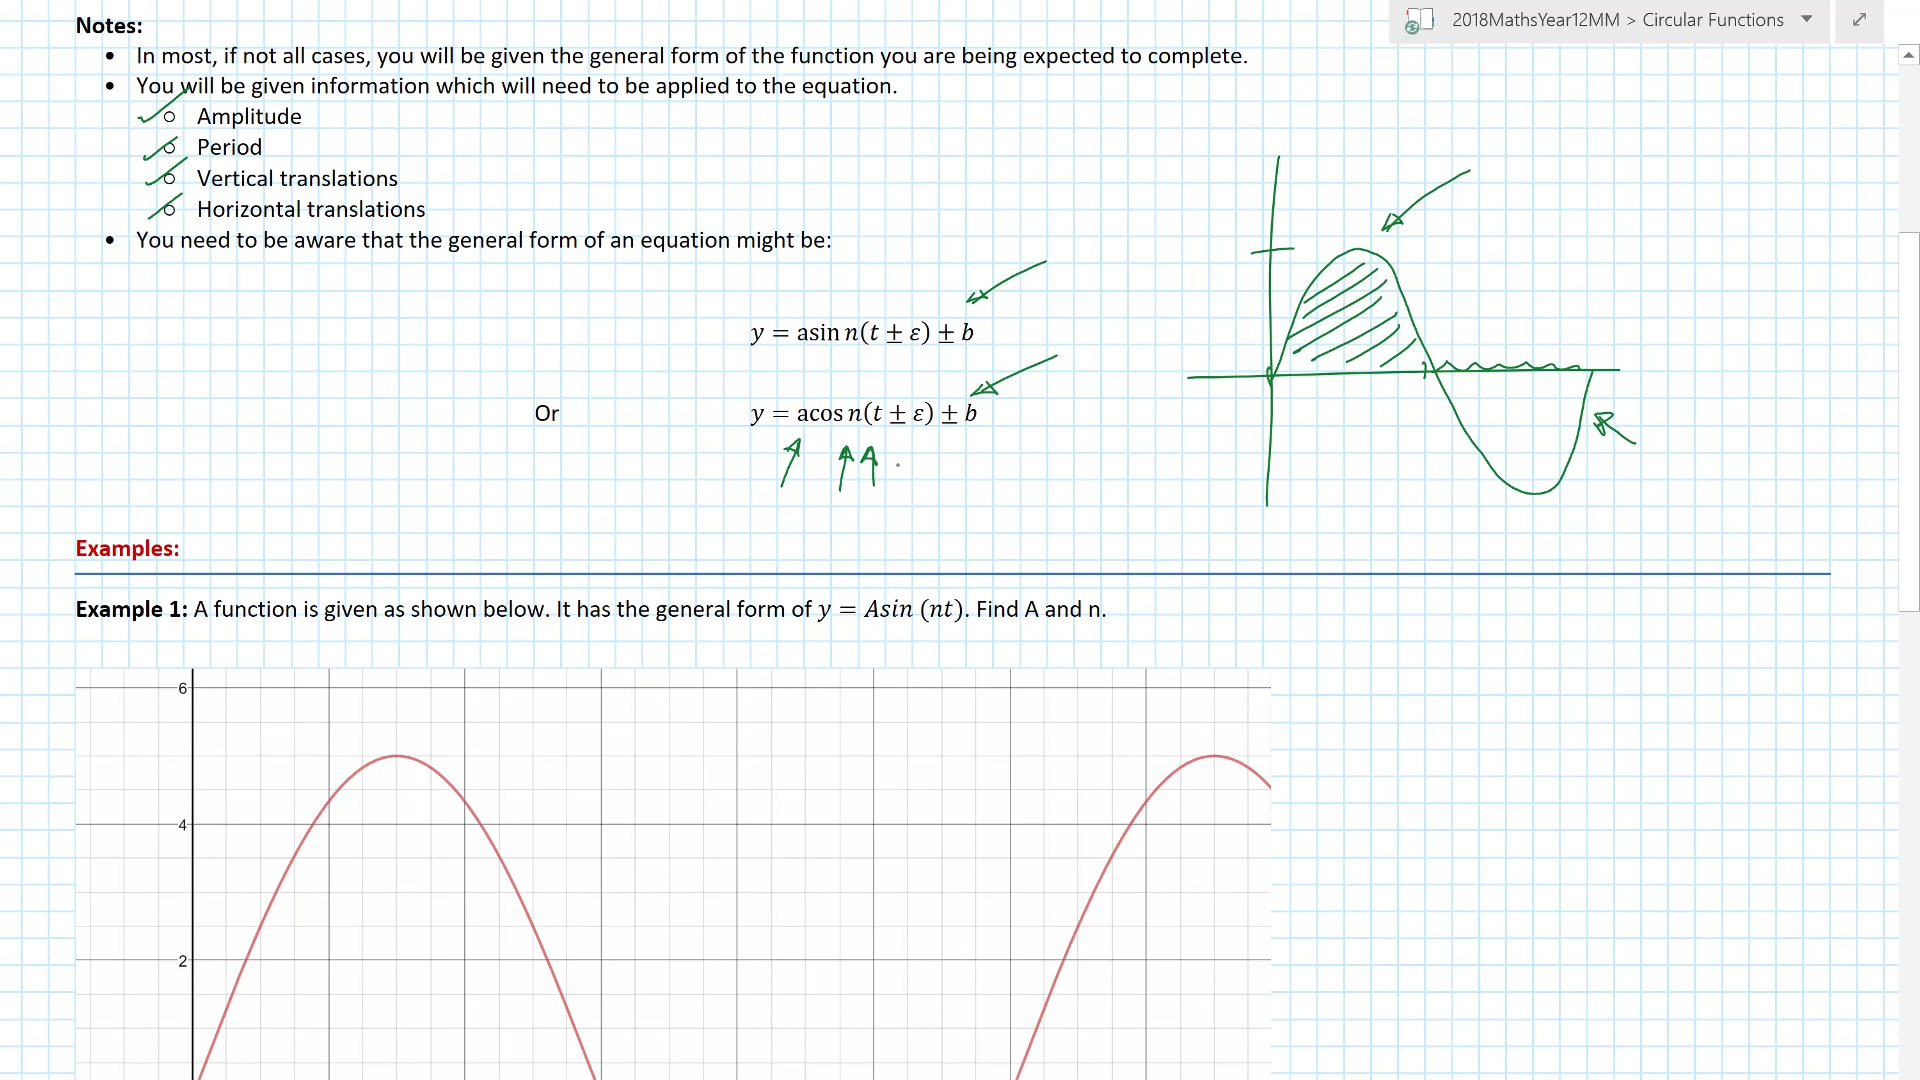 2018MathsYear12MM > Circular Functions
Notes:
• In most, if not all cases, you will be given the general form of the function you are being expected to complete.
• You will be given information which will need to be applied to the equation.
○ Amplitude
○ Period
○ Vertical translations
○ Horizontal translations
• You need to be aware that the general form of an equation might be:
y = asin n(t ± ε) ± b
Or y = acos n(t ± ε) ± b
Examples:
Example 1: A function is given as shown below. It has the general form of y = Asin (nt). Find A and n.
6
4
2